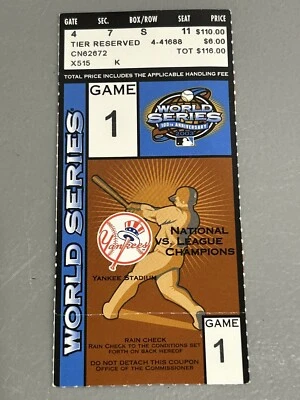 GATE SEC. BOX/ROW SEAT PRICE
4 7 S 11 $110.00
TIER RESERVED 4-41688 $6.00
CN62672 TOT $116.00
X515 K
TOTAL PRICE INCLUDES THE APPLICABLE HANDLING FEE
WORLD SERIES
GAME
1
WORLD
SERIES
100th ANNIVERSARY
2003
Yankees
NATIONAL
VS. LEAGUE
CHAMPIONS
YANKEE STADIUM
RAIN CHECK
RAIN CHECK TO THE CONDITIONS SET
FORTH ON BACK HEREOF
DO NOT DETACH THIS COUPON
OFFICE OF THE COMMISSIONER
GAME
1